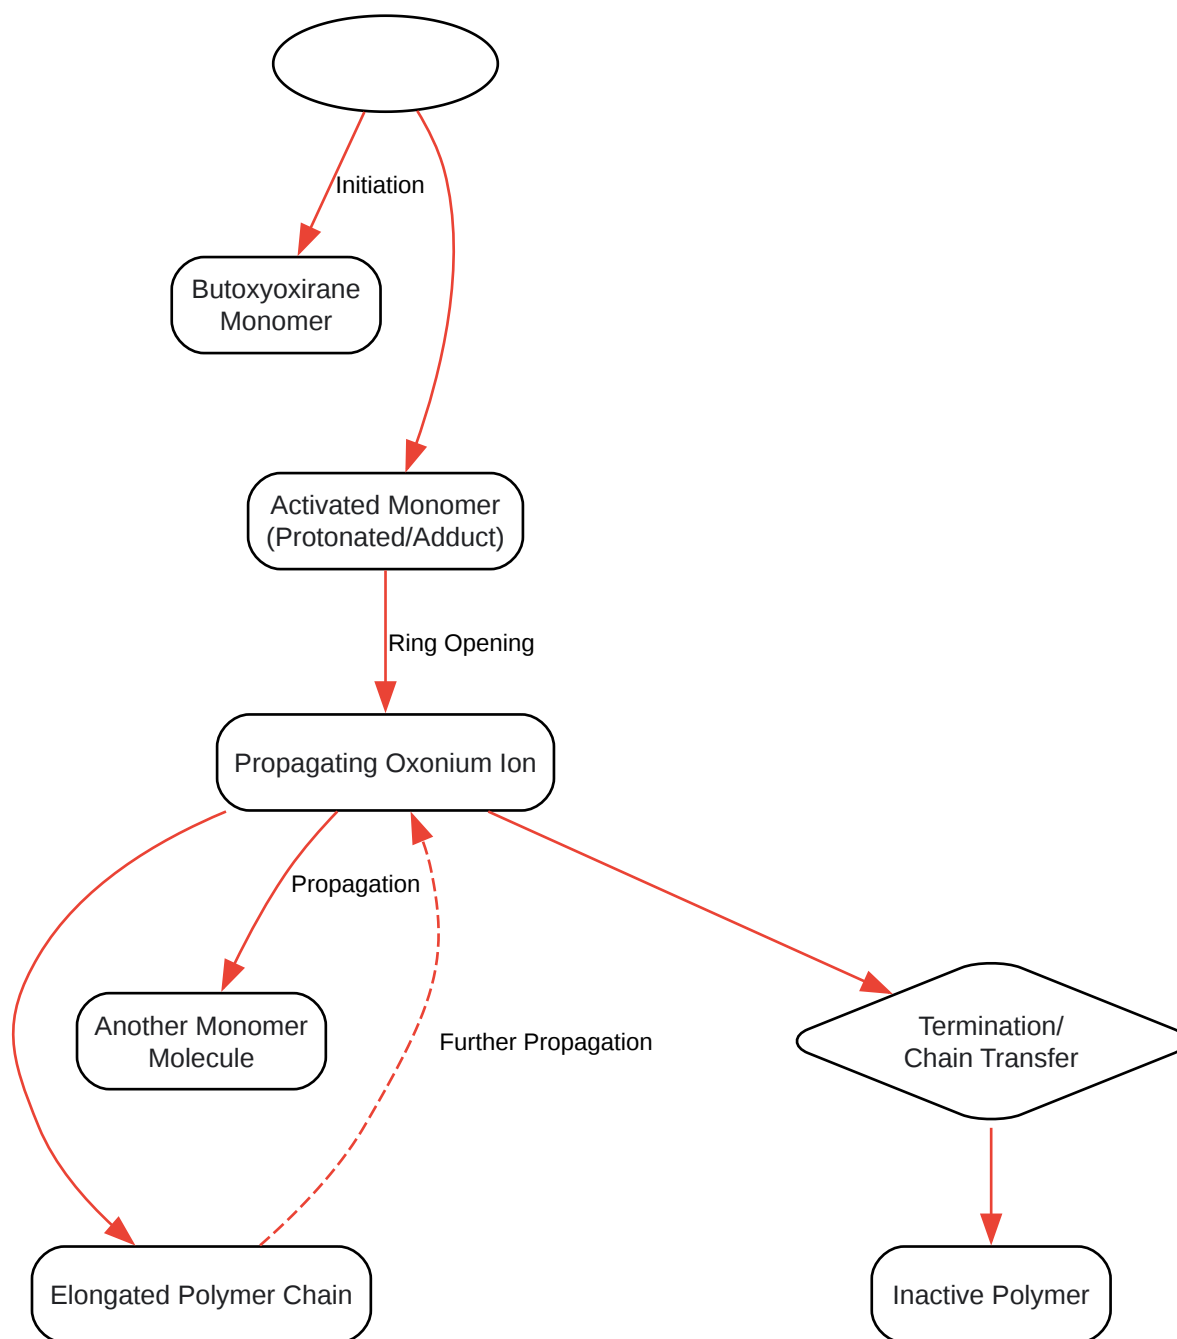 Initiation
Butoxyoxirane
Monomer
Activated Monomer
(Protonated/Adduct)
Ring Opening
Propagating Oxonium Ion
Propagation
Another Monomer
Molecule
Further Propagation
Termination/
Chain Transfer
Elongated Polymer Chain
Inactive Polymer